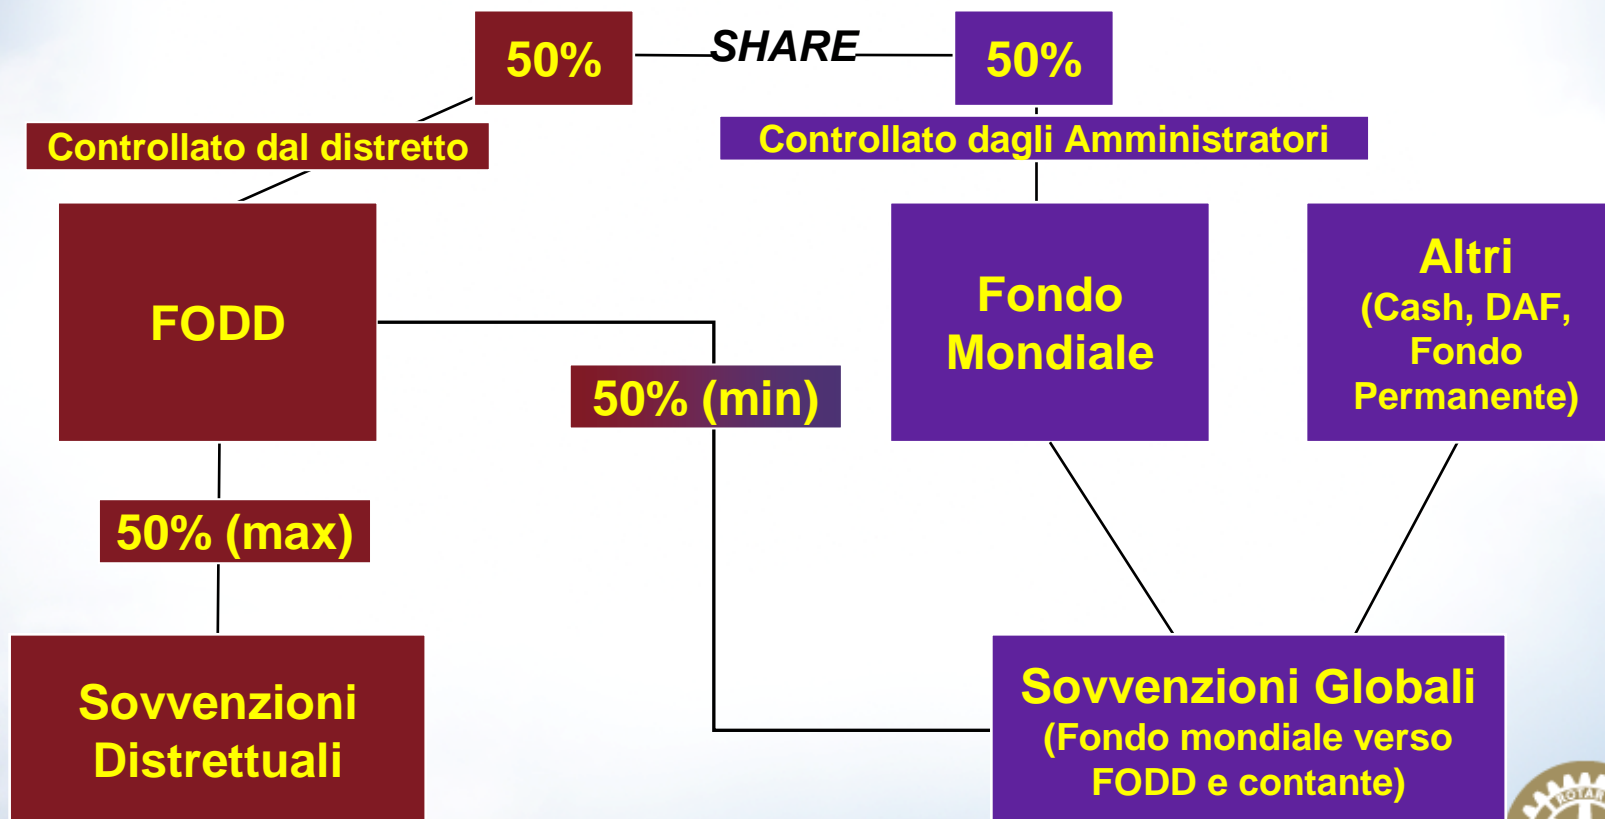 50%
SHARE
50%
Controllato dal distretto
Controllato dagli Amministratori
FODD
Fondo
Mondiale
Altri
(Cash, DAF,
Fondo
Permanente)
50% (min)
50% (max)
Sovvenzioni
Distrettuali
Sovvenzioni Globali
(Fondo mondiale verso
FODD e contante)